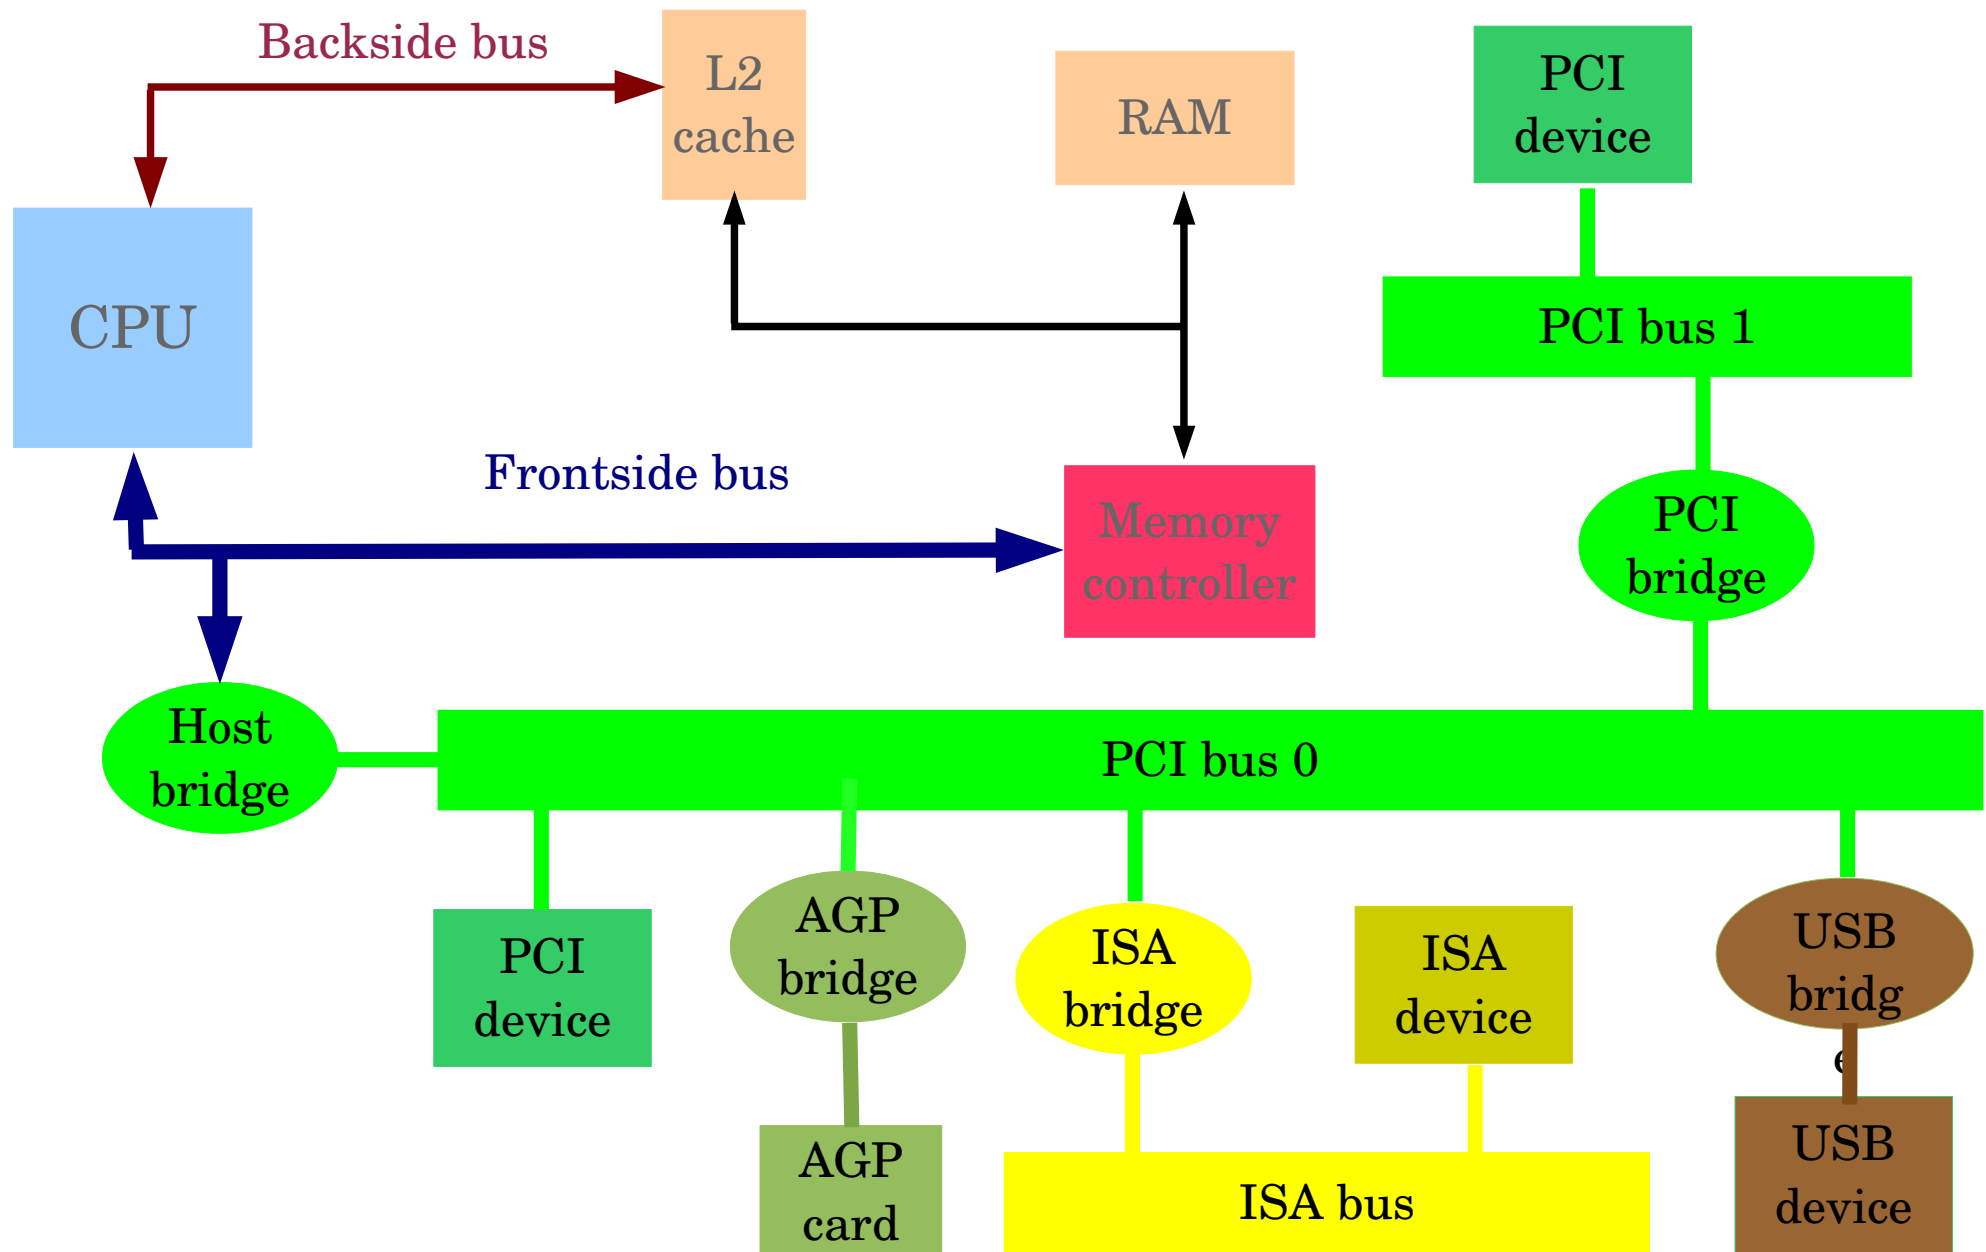 Backside bus
L2
cache
RAM
PCI
device
CPU
PCI bus 1
Frontside bus
Memory
controller
PCI
bridge
Host
bridge
PCI bus 0
PCI
device
AGP
bridge
ISA
bridge
ISA
device
USB
bridg
e
AGP
card
ISA bus
USB
device